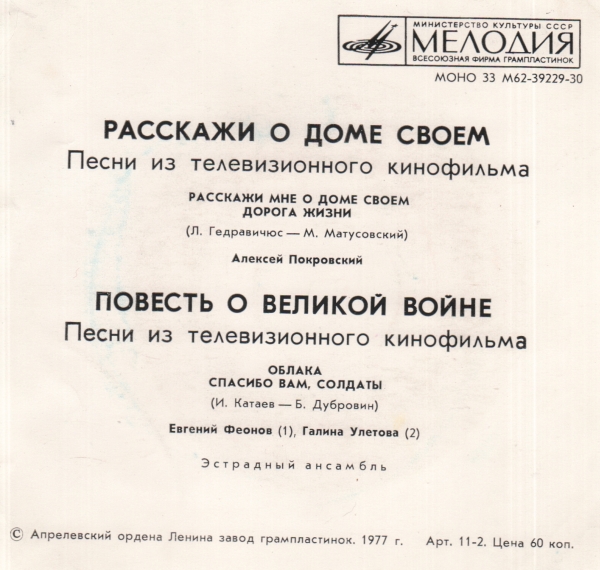 МИНИСТЕРСТВО КУЛЬТУРЫ СССР
МЕЛОДИЯ
ВСЕСОЮЗНАЯ ФИРМА ГРАМПЛАСТИНОК
МОНО 33 М62-39229-30
РАССКАЖИ О ДОМЕ СВОЕМ
Песни из телевизионного кинофильма
РАССКАЖИ МНЕ О ДОМЕ СВОЕМ
ДОРОГА ЖИЗНИ
(Л. Гедравичюс — М. Матусовский)
Алексей Покровский
ПОВЕСТЬ О ВЕЛИКОЙ ВОЙНЕ
Песни из телевизионного кинофильма
ОБЛАКА
СПАСИБО ВАМ, СОЛДАТЫ
(И. Катаев — Б. Дубровин)
Евгений Феонов (1), Галина Улетова (2)
Эстрадный ансамбль
© Апрелевский ордена Ленина завод грампластинок. 1977 г. Арт. 11-2. Цена 60 коп.